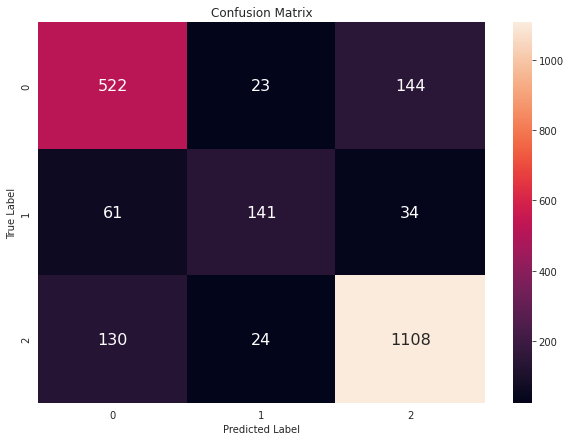 Confusion Matrix
True Label
0
522 23 144
1
61 141 34
2
130 24 1108
0 1 2
Predicted Label
1000
800
600
400
200